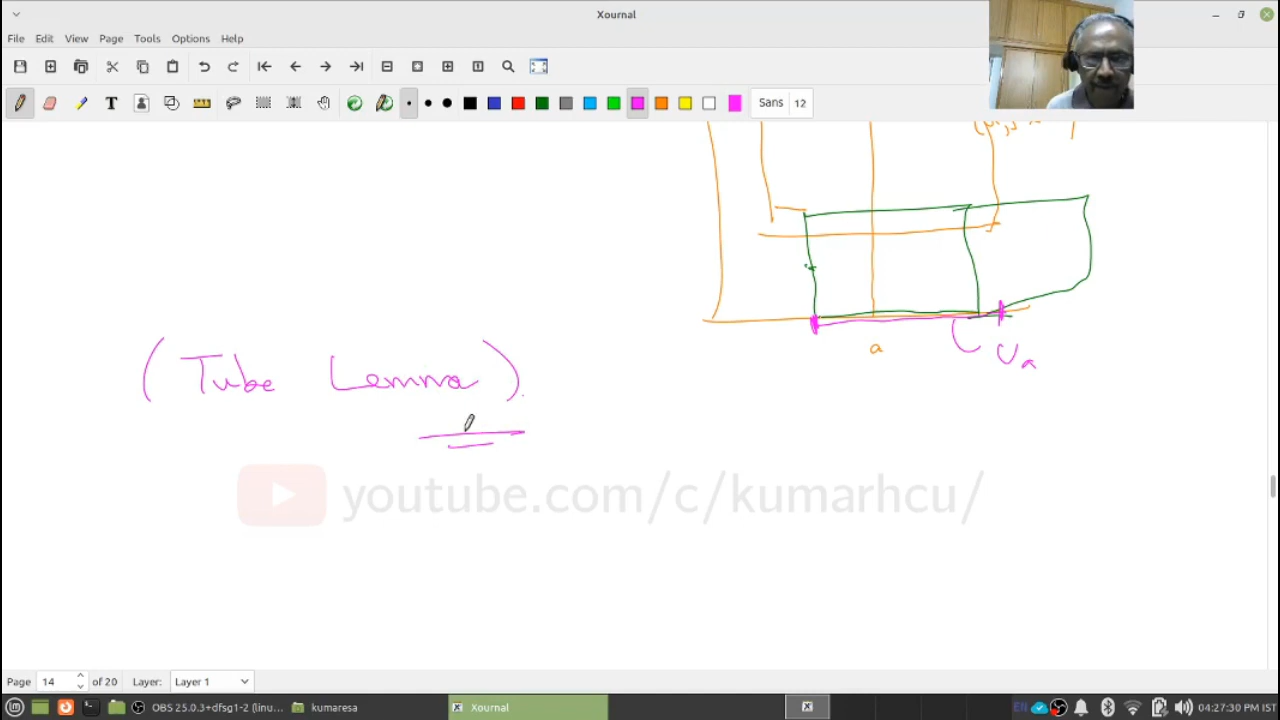 Xournal
File Edit View Page Tools Options Help
Sans 12
a
U a
(Tube Lemma).
youtube.com/c/kumarhcu/
Page 14 of 20 Layer: Layer 1
OBS 25.0.3+dfsg1-2 (linu... kumaresa Xournal EN 04:27:30 PM IST